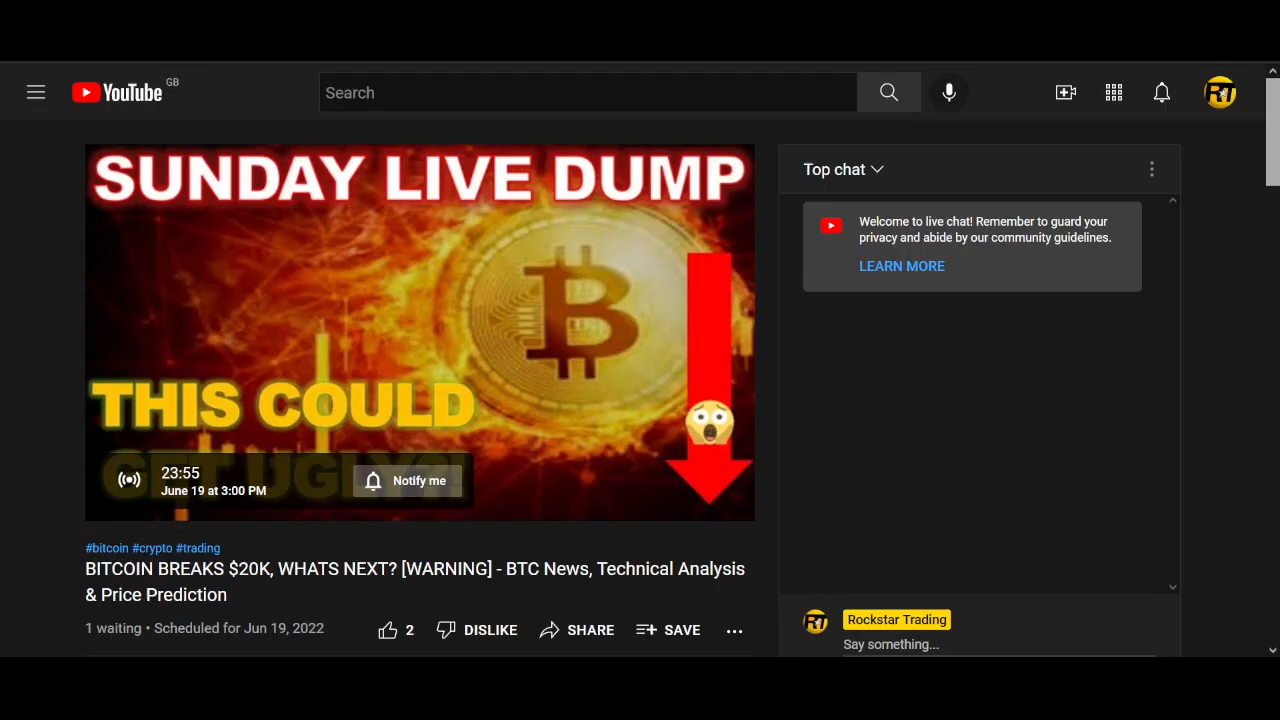 YouTube GB
Search
SUNDAY LIVE DUMP
THIS COULD
GET UGLY
23:55
June 19 at 3:00 PM
Notify me
#bitcoin #crypto #trading
BITCOIN BREAKS $20K, WHATS NEXT? [WARNING] - BTC News, Technical Analysis
& Price Prediction
1 waiting • Scheduled for Jun 19, 2022
2
DISLIKE
SHARE
SAVE
Top chat
Welcome to live chat! Remember to guard your
privacy and abide by our community guidelines.
LEARN MORE
RT
Rockstar Trading
Say something...